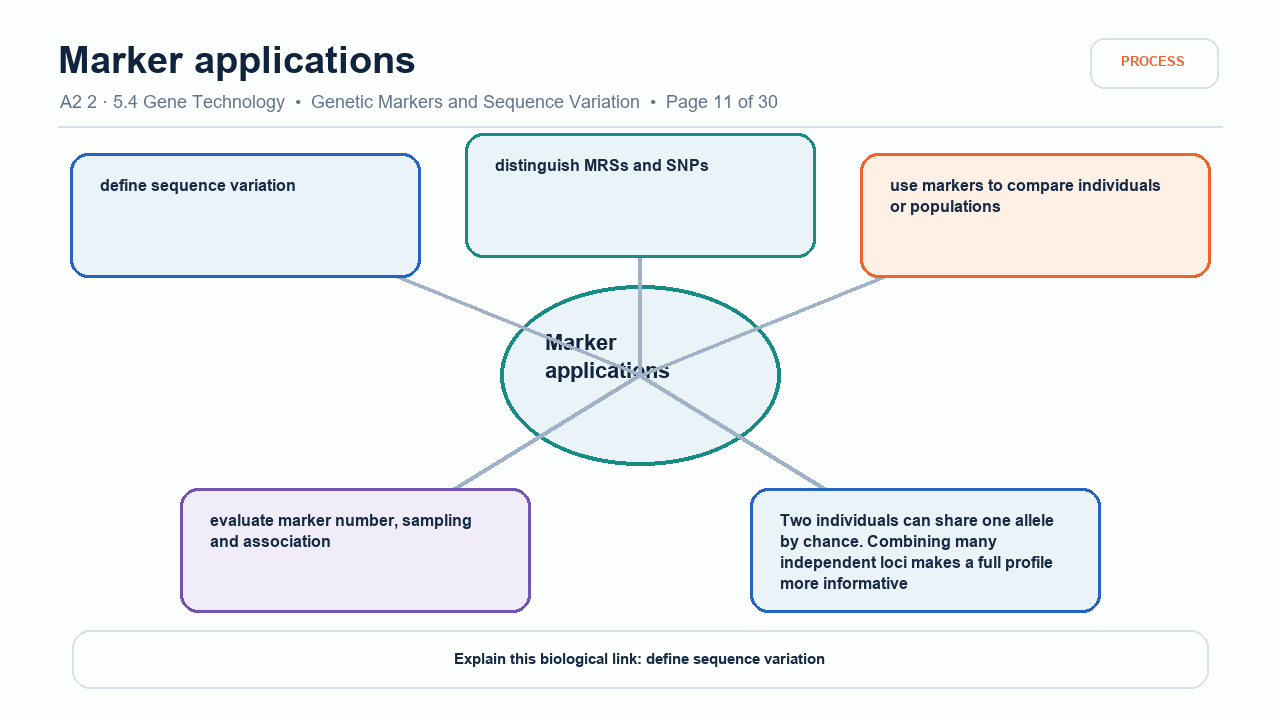 Marker applications
PROCESS
A2 2 · 5.4 Gene Technology • Genetic Markers and Sequence Variation • Page 11 of 30
define sequence variation
distinguish MRSs and SNPs
use markers to compare individuals
or populations
Marker
applications
evaluate marker number, sampling
and association
Two individuals can share one allele
by chance. Combining many
independent loci makes a full profile
more informative
Explain this biological link: define sequence variation